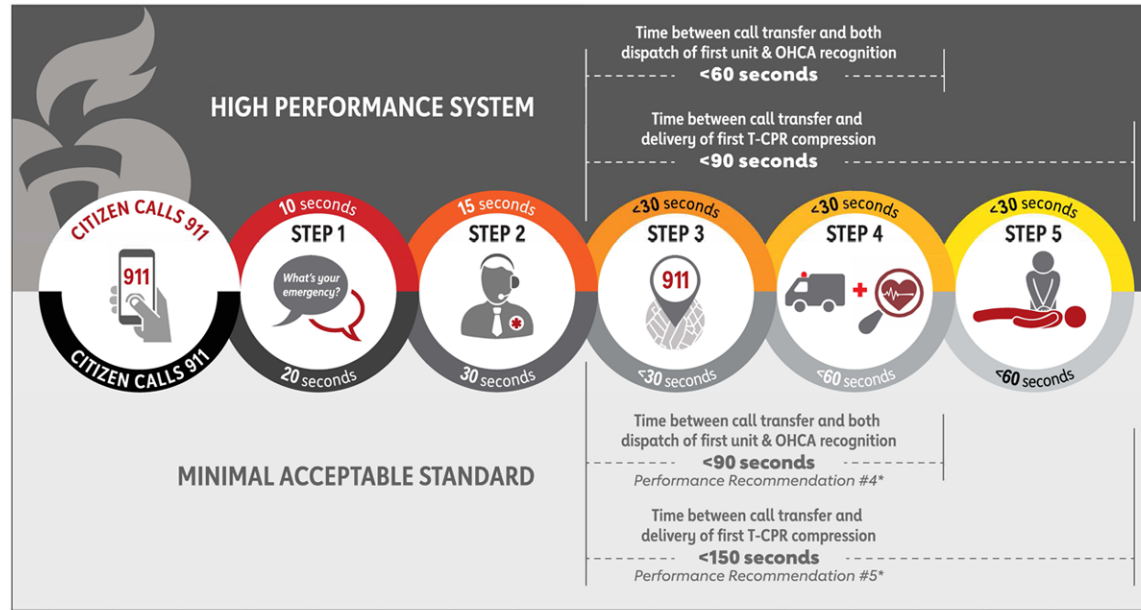 Time between call transfer and both
dispatch of first unit & OHCA recognition
<60 seconds
HIGH PERFORMANCE SYSTEM
Time between call transfer and
delivery of first T-CPR compression
<90 seconds
CITIZEN CALLS 911
10 seconds
15 seconds
<30 seconds
<30 seconds
<30 seconds
STEP 1
STEP 2
STEP 3
STEP 4
STEP 5
911
What's your
emergency?
911
CITIZEN CALLS 911
20 seconds
30 seconds
<30 seconds
<60 seconds
<60 seconds
Time between call transfer and both
dispatch of first unit & OHCA recognition
<90 seconds
Performance Recommendation #4*
MINIMAL ACCEPTABLE STANDARD
Time between call transfer and
delivery of first T-CPR compression
<150 seconds
Performance Recommendation #5*